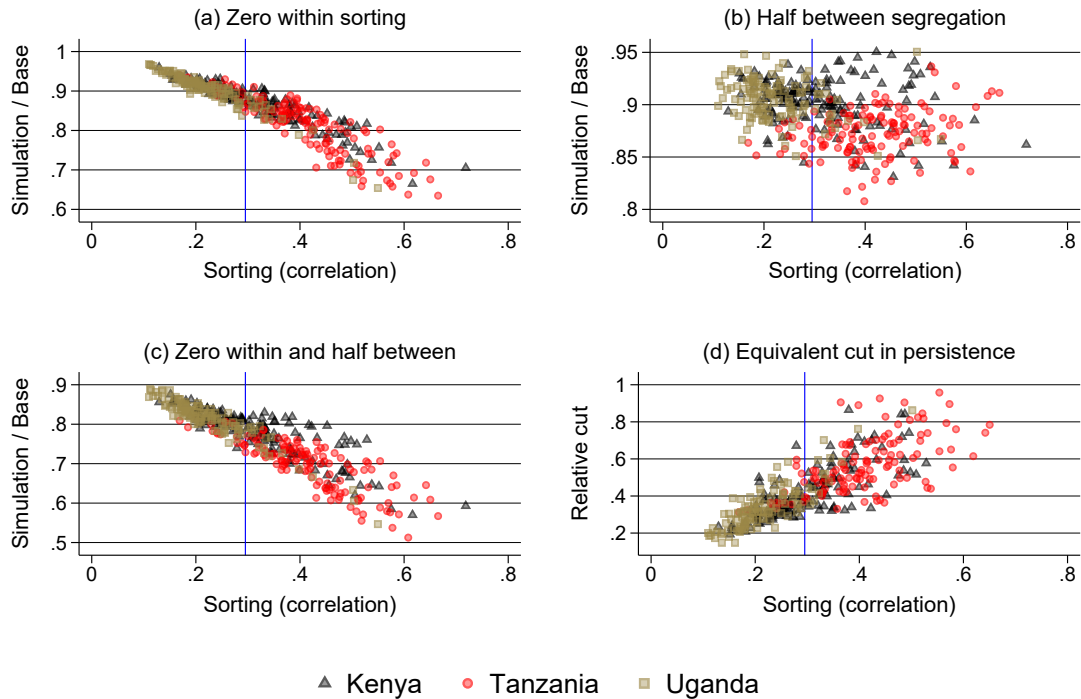 (a) Zero within sorting
Simulation / Base
1
.9
.8
.7
.6
0 .2 .4 .6 .8
Sorting (correlation)
(b) Half between segregation
Simulation / Base
.95
.9
.85
.8
0 .2 .4 .6 .8
Sorting (correlation)
(c) Zero within and half between
Simulation / Base
.9
.8
.7
.6
.5
0 .2 .4 .6 .8
Sorting (correlation)
(d) Equivalent cut in persistence
Relative cut
1
.8
.6
.4
.2
0 .2 .4 .6 .8
Sorting (correlation)
Kenya Tanzania Uganda